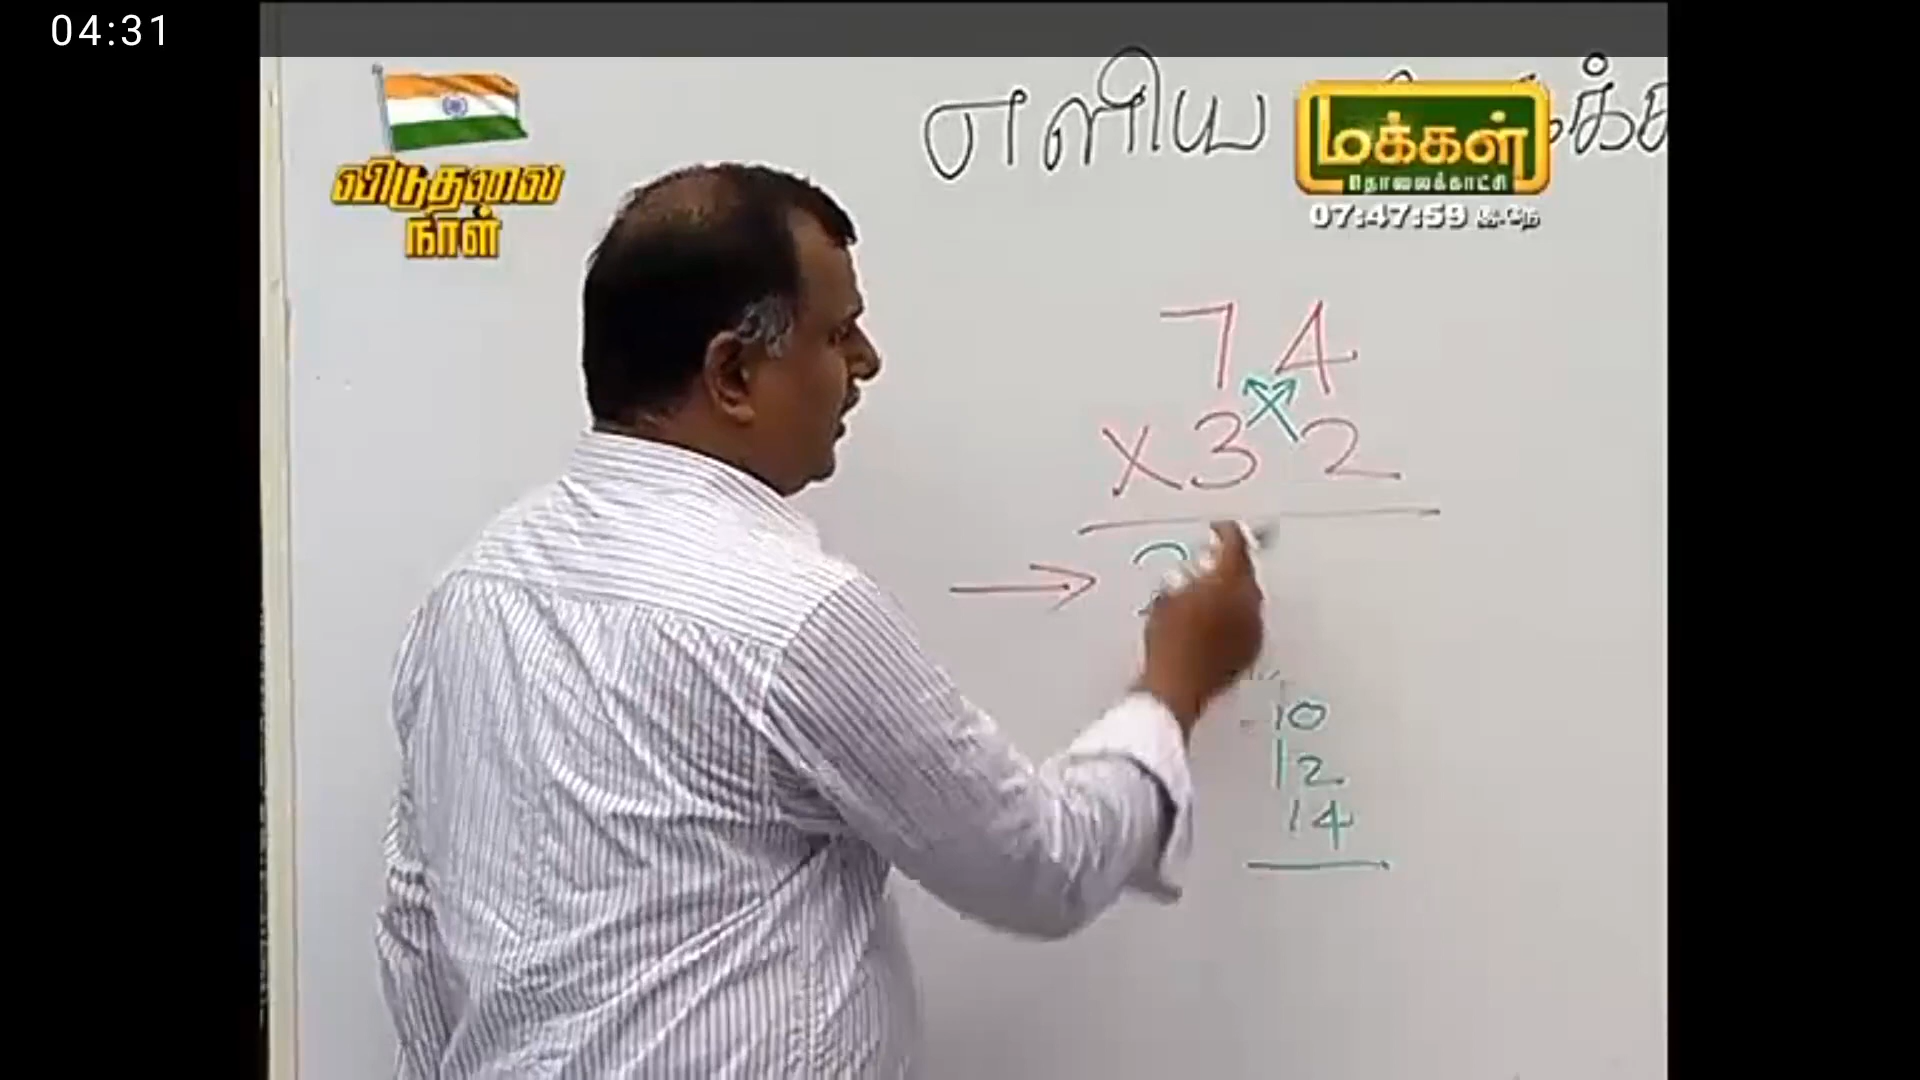 04:31
எளிய
மக்கள்
தொலைக்காட்சி
07:47:59 இ.நே
விடுதலை
நாள்
74
x32
10
12
14